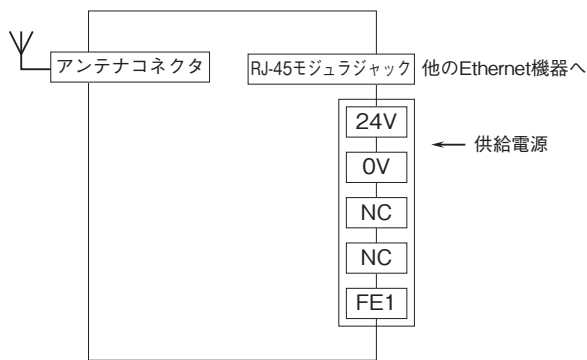 アンテナコネクタ
RJ-45モジュラジャック 他のEthernet機器へ
24V
供給電源
0V
NC
NC
FE1